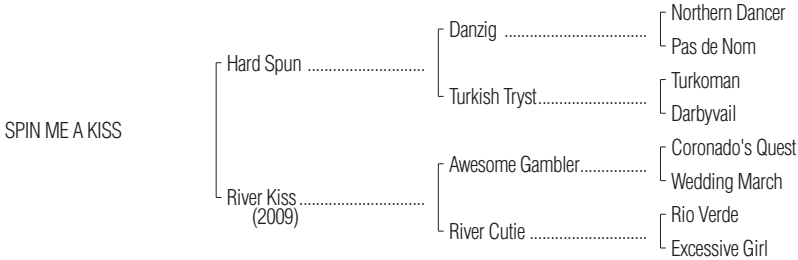 Northern Dancer
Danzig ........................................
Pas de Nom
Hard Spun ...........................
Turkoman
Turkish Tryst..............................
Darbyvail
SPIN ME A KISS
Coronado's Quest
Awesome Gambler..................
Wedding March
River Kiss...............................
(2009)
Rio Verde
River Cutie ................................
Excessive Girl